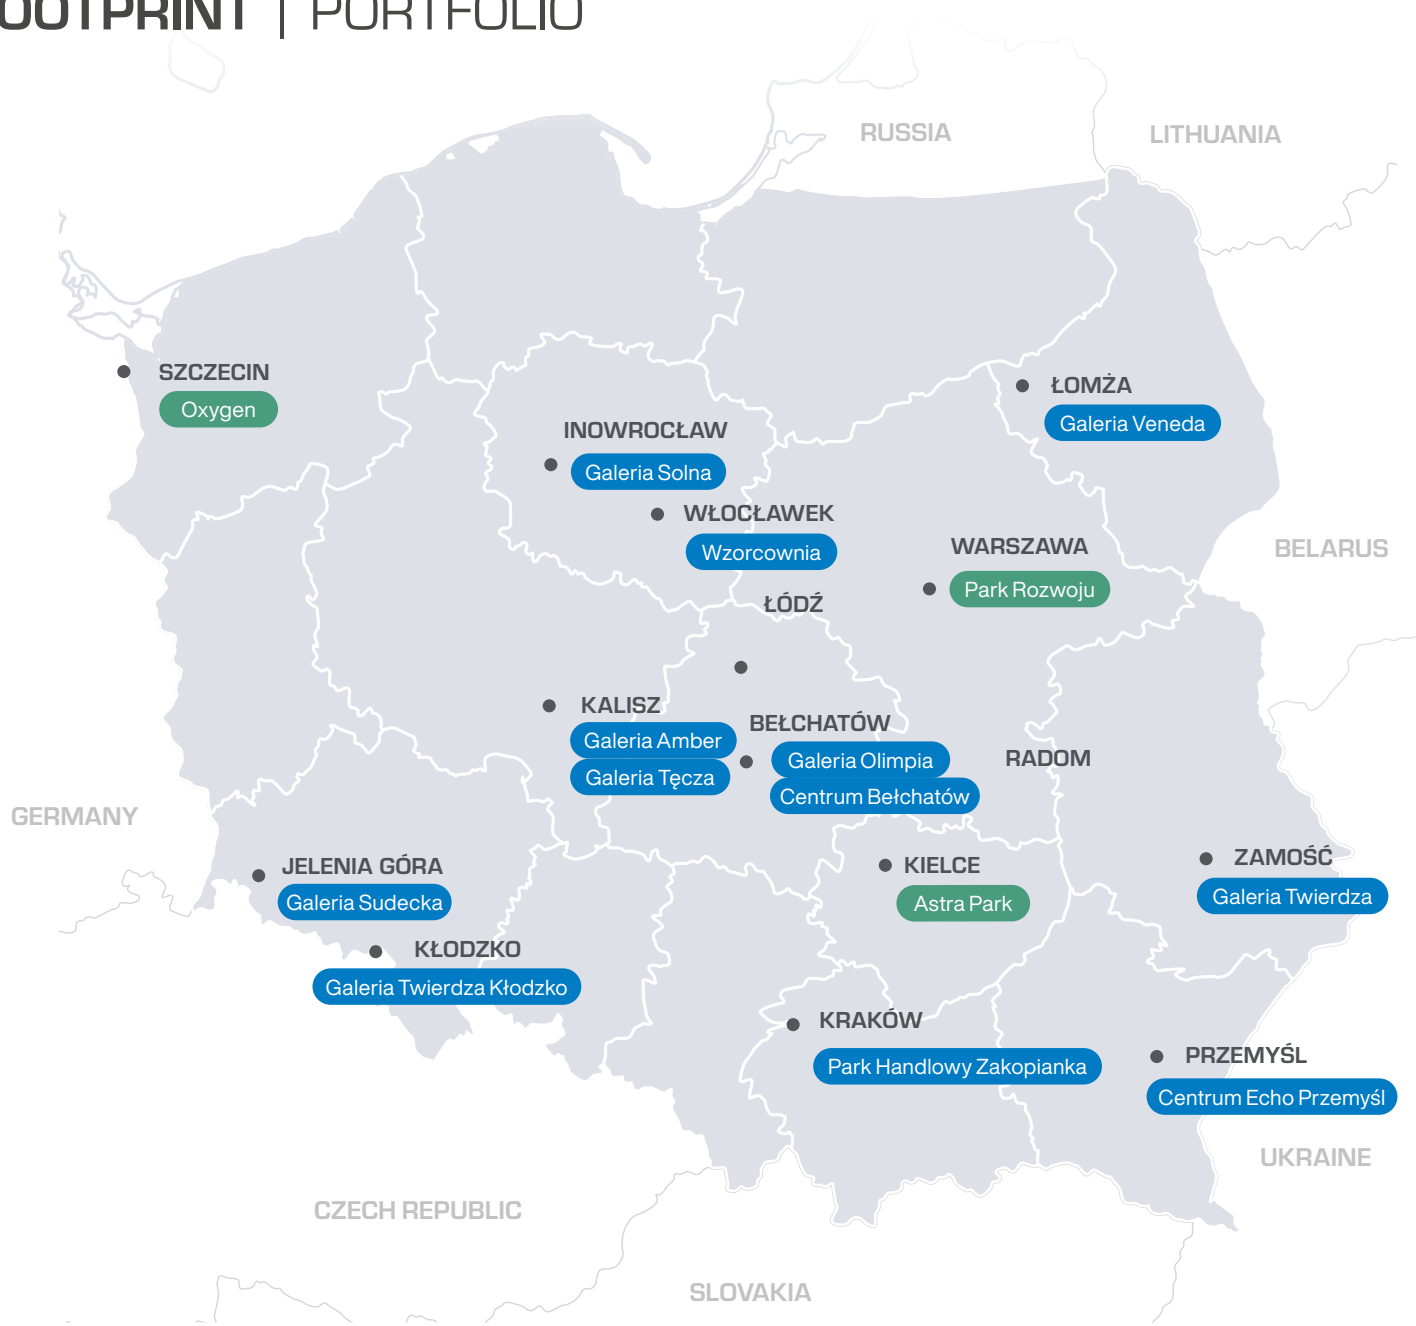 OOTPRINT | PORTFOLIO
RUSSIA
LITHUANIA
SZCZECIN
Oxygen
ŁOMŻA
Galeria Veneda
INOWROCŁAW
Galeria Solna
WŁOCŁAWEK
Wzorcownia
WARSZAWA
Park Rozwoju
BELARUS
ŁÓDŹ
KALISZ
Galeria Amber
Galeria Tęcza
BEŁCHATÓW
Galeria Olimpia
Centrum Bełchatów
RADOM
GERMANY
JELENIA GÓRA
Galeria Sudecka
KIELCE
Astra Park
ZAMOŚĆ
Galeria Twierdza
KŁODZKO
Galeria Twierdza Kłodzko
KRAKÓW
Park Handlowy Zakopianka
PRZEMYŚL
Centrum Echo Przemyśl
UKRAINE
CZECH REPUBLIC
SLOVAKIA